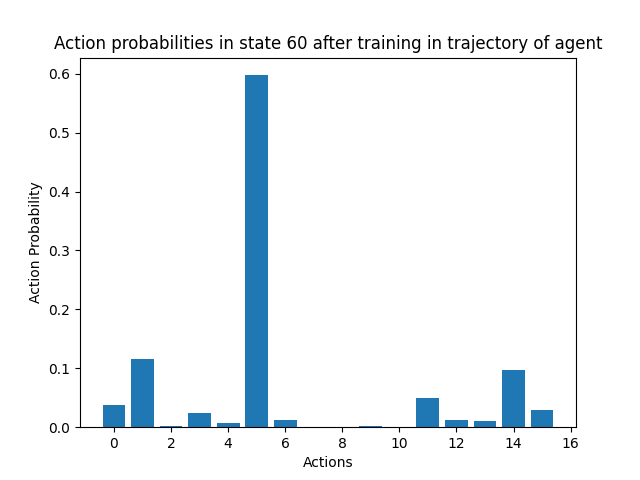 Action probabilities in state 60 after training in trajectory of agent
0.6
0.5
0.4
0.3
0.2
0.1
0.0
Action Probability
0 2 4 6 8 10 12 14 16
Actions